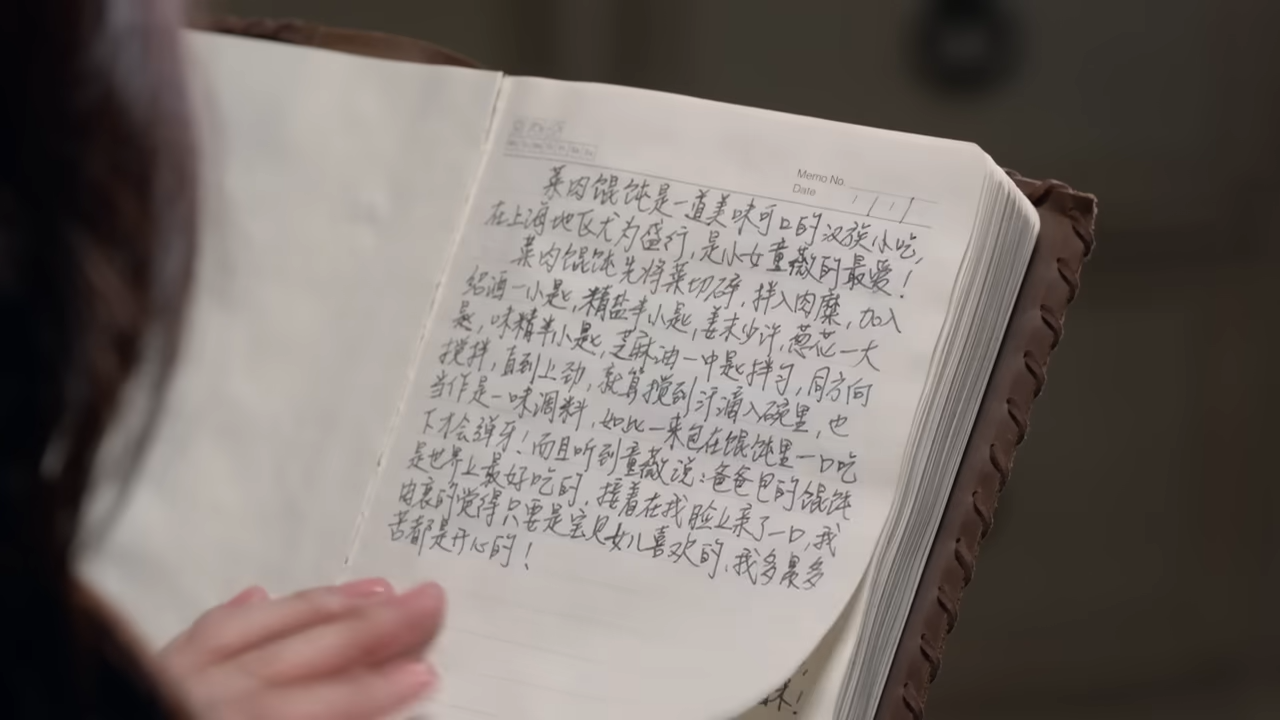 Memo No.
Date
菜肉馄饨是一道美味可口的汉族小吃,
在上海地区尤为盛行,是小女童薇的最爱!
菜肉馄饨先将菜切碎,拌入肉糜,加入
绍酒一小匙,精盐半小匙,姜末少许,葱花一大
匙,味精半小匙,芝麻油一中匙拌匀,同方向
搅拌,直到上劲,就算搅到汗滴入碗里,也
当作是一味调料,如此一来包在馄饨里一口吃
下才会弹牙!而且听到童薇说:爸爸包的馄饨
是世界上最好吃的,接着在我脸上亲了一口,我
由衷的觉得只要是宝贝女儿喜欢的,我多累多
苦都是开心的!